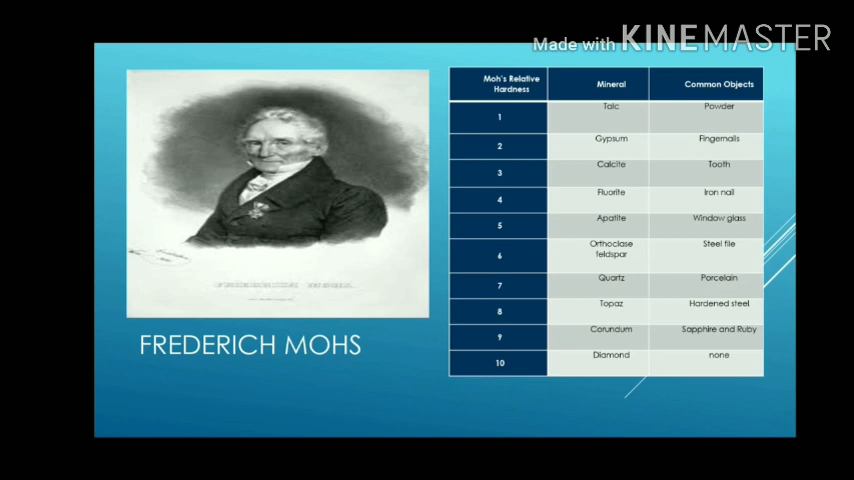 Made with KINEMASTER
Moh's Relative Hardness Mineral Common Objects
1 Talc Powder
2 Gypsum Fingernails
3 Calcite Tooth
4 Fluorite Iron nail
5 Apatite Window glass
6 Orthoclase feldspar Steel file
7 Quartz Porcelain
8 Topaz Hardened steel
9 Corundum Sapphire and Ruby
10 Diamond none
FREDERICH MOHS